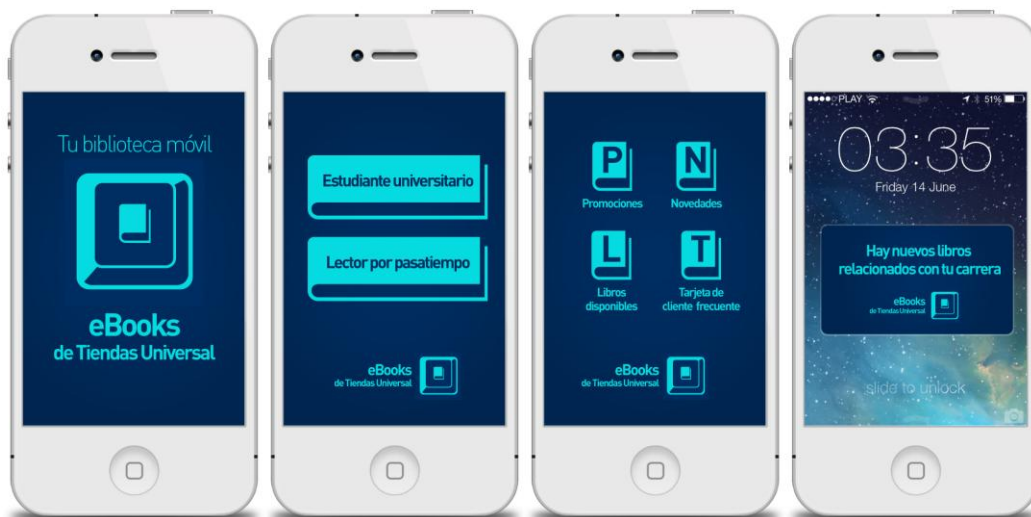 Tu biblioteca móvil
eBooks
de Tiendas Universal
Estudiante universitario
Lector por pasatiempo
eBooks
de Tiendas Universal
P
Promociones
N
Novedades
L
Libros
disponibles
T
Tarjeta de
cliente frecuente
eBooks
de Tiendas Universal
PLAY
51%
03:35
Friday 14 June
Hay nuevos libros
relacionados con tu carrera
eBooks
de Tiendas Universal
slide to unlock